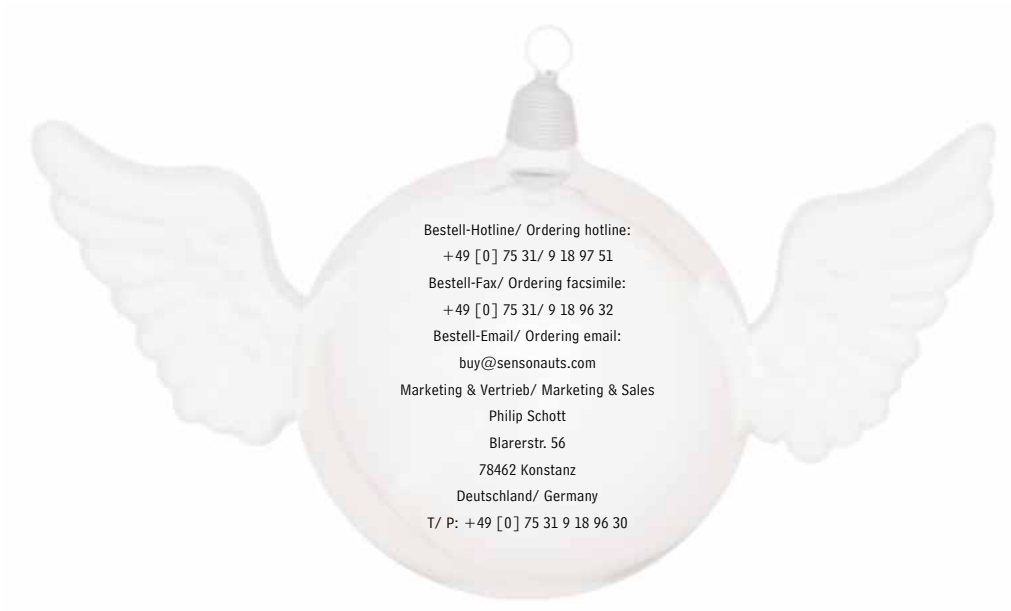 Bestell-Hotline/ Ordering hotline:
+49 [0] 75 31/ 9 18 97 51
Bestell-Fax/ Ordering facsimile:
+49 [0] 75 31/ 9 18 96 32
Bestell-Email/ Ordering email:
buy@sensonauts.com
Marketing & Vertrieb/ Marketing & Sales
Philip Schott
Blarerstr. 56
78462 Konstanz
Deutschland/ Germany
T/ P: +49 [0] 75 31 9 18 96 30